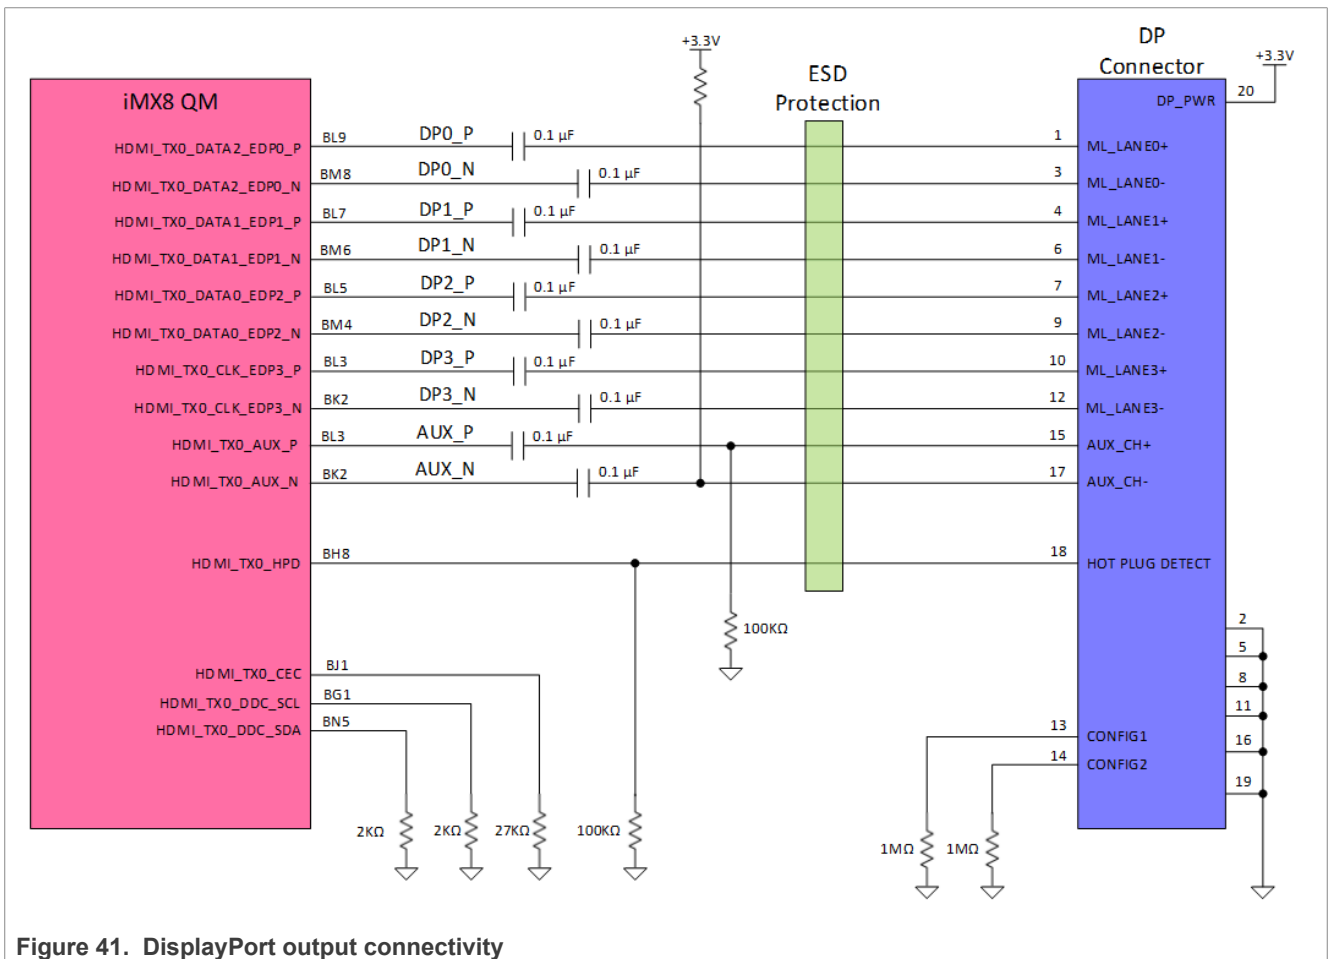 +3.3V
DP
Connector
+3.3V
ESD
Protection
iMX8 QM
DP_PWR
20
HDMI_TX0_DATA2_EDP0_P
BL9
DP0_P
0.1 µF
1
ML_LANE0+
HDMI_TX0_DATA2_EDP0_N
BM8
DP0_N
0.1 µF
3
ML_LANE0-
HDMI_TX0_DATA1_EDP1_P
BL7
DP1_P
0.1 µF
4
ML_LANE1+
HDMI_TX0_DATA1_EDP1_N
BM6
DP1_N
0.1 µF
6
ML_LANE1-
HDMI_TX0_DATA0_EDP2_P
BL5
DP2_P
0.1 µF
7
ML_LANE2+
HDMI_TX0_DATA0_EDP2_N
BM4
DP2_N
0.1 µF
9
ML_LANE2-
HDMI_TX0_CLK_EDP3_P
BL3
DP3_P
0.1 µF
10
ML_LANE3+
HDMI_TX0_CLK_EDP3_N
BK2
DP3_N
0.1 µF
12
ML_LANE3-
HDMI_TX0_AUX_P
BL3
AUX_P
0.1 µF
15
AUX_CH+
HDMI_TX0_AUX_N
BK2
AUX_N
0.1 µF
17
AUX_CH-
HDMI_TX0_HPD
BH8
18
HOT PLUG DETECT
100KΩ
2
5
8
11
16
19
HDMI_TX0_CEC
BJ1
HDMI_TX0_DDC_SCL
BG1
HDMI_TX0_DDC_SDA
BN5
13
CONFIG1
14
CONFIG2
2KΩ
2KΩ
27KΩ
100KΩ
1MΩ
1MΩ
Figure 41. DisplayPort output connectivity